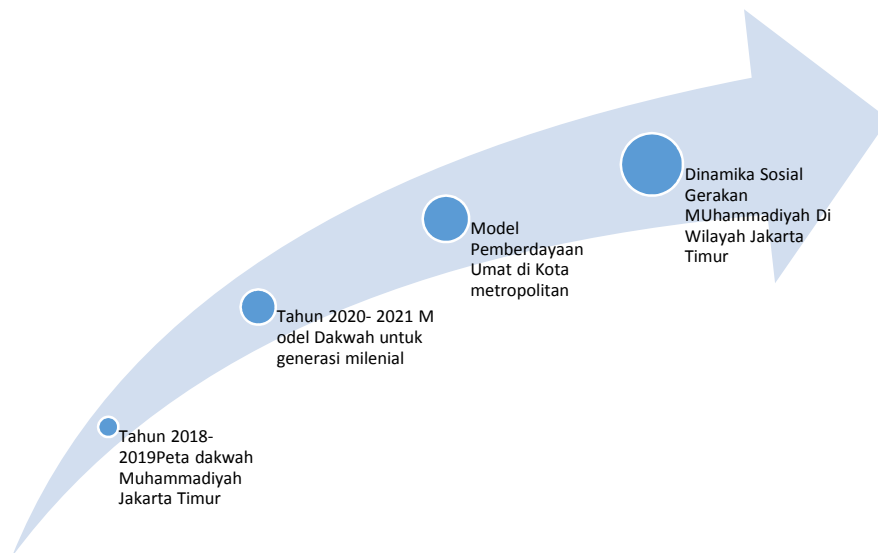 Tahun 2018-
2019Peta dakwah
Muhammadiyah
Jakarta Timur
Tahun 2020- 2021 M
odel Dakwah untuk
generasi milenial
Model
Pemberdayaan
Umat di Kota
metropolitan
Dinamika Sosial
Gerakan
MUhammadiyah Di
Wilayah Jakarta
Timur